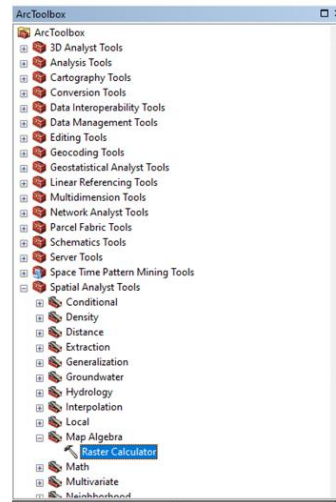 ArcToolbox
ArcToolbox
3D Analyst Tools
Analysis Tools
Cartography Tools
Conversion Tools
Data Interoperability Tools
Data Management Tools
Editing Tools
Geocoding Tools
Geostatistical Analyst Tools
Linear Referencing Tools
Multidimension Tools
Network Analyst Tools
Parcel Fabric Tools
Schematics Tools
Server Tools
Space Time Pattern Mining Tools
Spatial Analyst Tools
Conditional
Density
Distance
Extraction
Generalization
Groundwater
Hydrology
Interpolation
Local
Map Algebra
Raster Calculator
Math
Multivariate
Neighborhood